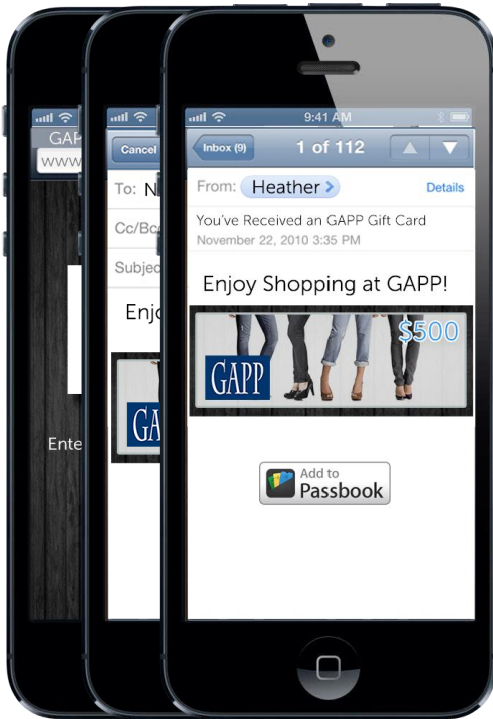 GAP
www
Ente
Cancel
To: N
Cc/Bc
Subjec
Enjo
GA
9:41 AM
Inbox (9)
1 of 112
From: Heather >
Details
You've Received an GAPP Gift Card
November 22, 2010 3:35 PM
Enjoy Shopping at GAPP!
$500
GAPP
Add to
Passbook